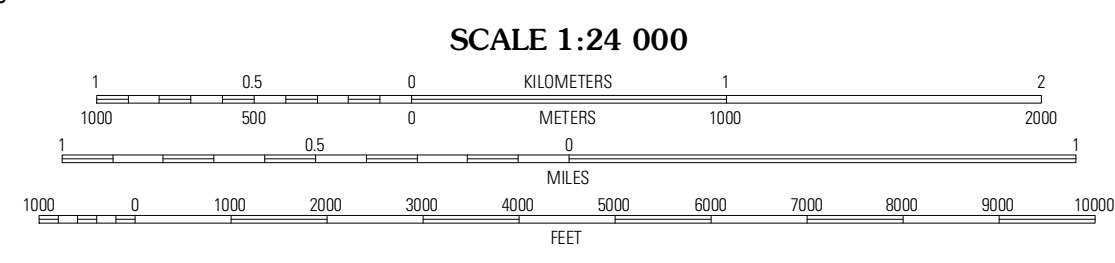 SCALE 1:24 000
1 0.5 0 KILOMETERS 1 2
1000 500 0 METERS 1000 2000
1 0.5 0 1
MILES
1000 0 1000 2000 3000 4000 5000 6000 7000 8000 9000 10000
FEET